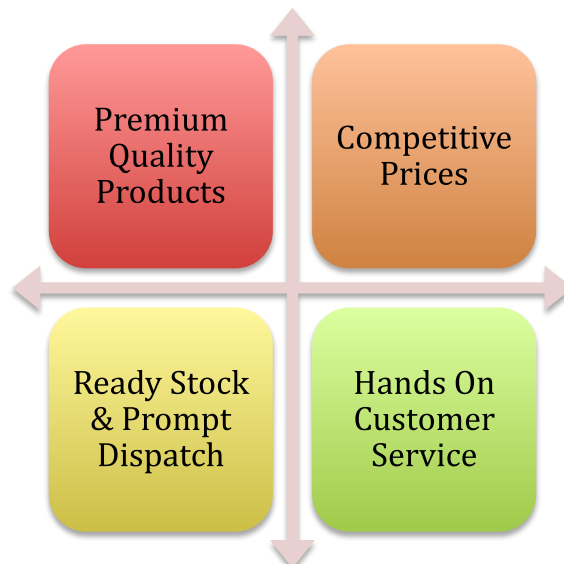 Premium
Quality
Products
Competitive
Prices
Ready Stock
& Prompt
Dispatch
Hands On
Customer
Service